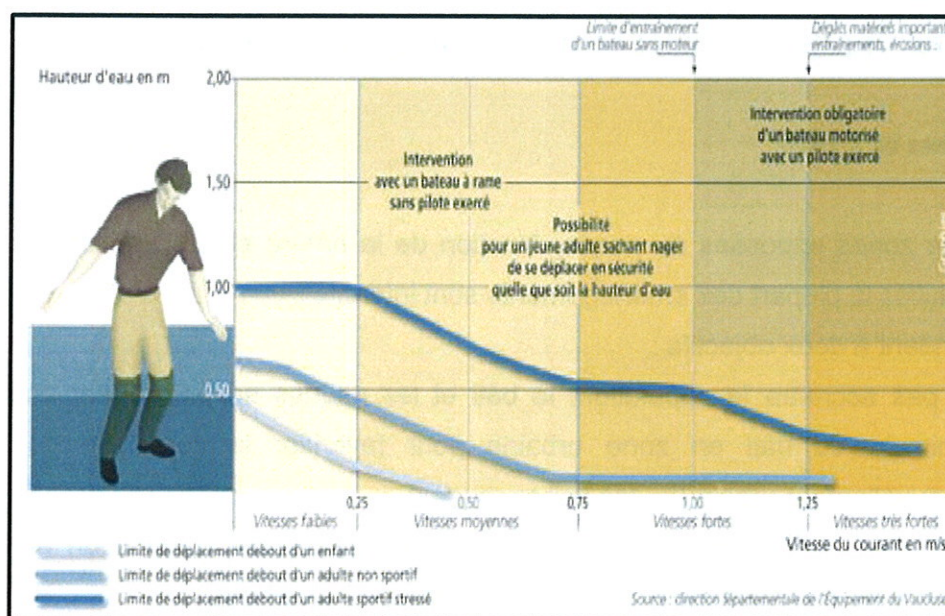 Limite d'entraînement
d'un bateau sans moteur
Dégâts matériels important
entraînements, érosions...
Hauteur d'eau en m
2,00
Intervention obligatoire
d'un bateau motorisé
avec un pilote exercé
Intervention
avec un bateau à rame
sans pilote exercé
1,50
Possibilité
pour un jeune adulte sachant nager
de se déplacer en sécurité
quelle que soit la hauteur d'eau
1,00
0,50
0,25
0,50
0,75
1,00
1,25
Vitesses faibles
Vitesses moyennes
Vitesses fortes
Vitesses très fortes
Vitesse du courant en m/s
Limite de déplacement debout d'un enfant
Limite de déplacement debout d'un adulte non sportif
Limite de déplacement debout d'un adulte sportif stressé
Source : direction départementale de l'Équipement du Vaucluse